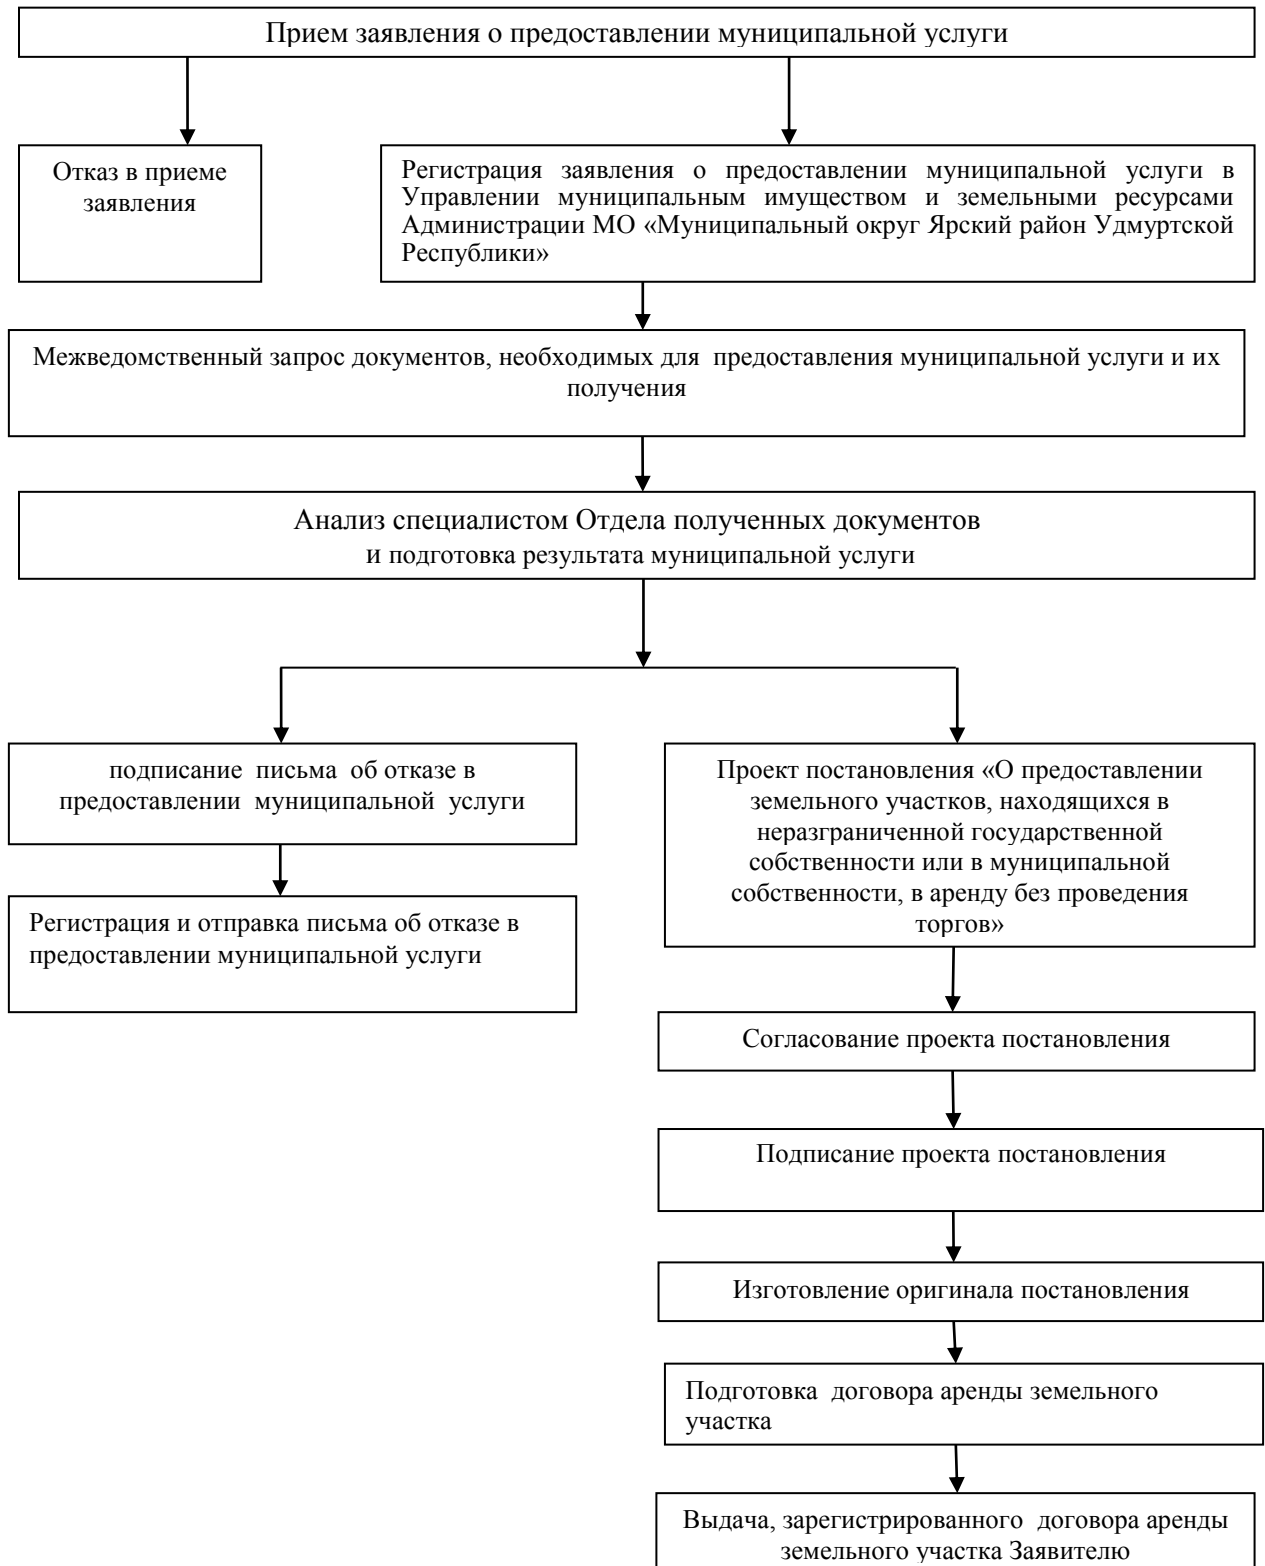 Прием заявления о предоставлении муниципальной услуги
Отказ в приеме
заявления
Регистрация заявления о предоставлении муниципальной услуги в
Управлении муниципальным имуществом и земельными ресурсами
Администрации МО «Муниципальный округ Ярский район Удмуртской
Республики»
Межведомственный запрос документов, необходимых для предоставления муниципальной услуги и их
получения
Анализ специалистом Отдела полученных документов
и подготовка результата муниципальной услуги
подписание письма об отказе в
предоставлении муниципальной услуги
Регистрация и отправка письма об отказе в
предоставлении муниципальной услуги
Проект постановления «О предоставлении
земельного участков, находящихся в
неразграниченной государственной
собственности или в муниципальной
собственности, в аренду без проведения
торгов»
Согласование проекта постановления
Подписание проекта постановления
Изготовление оригинала постановления
Подготовка договора аренды земельного
участка
Выдача, зарегистрированного договора аренды
земельного участка Заявителю